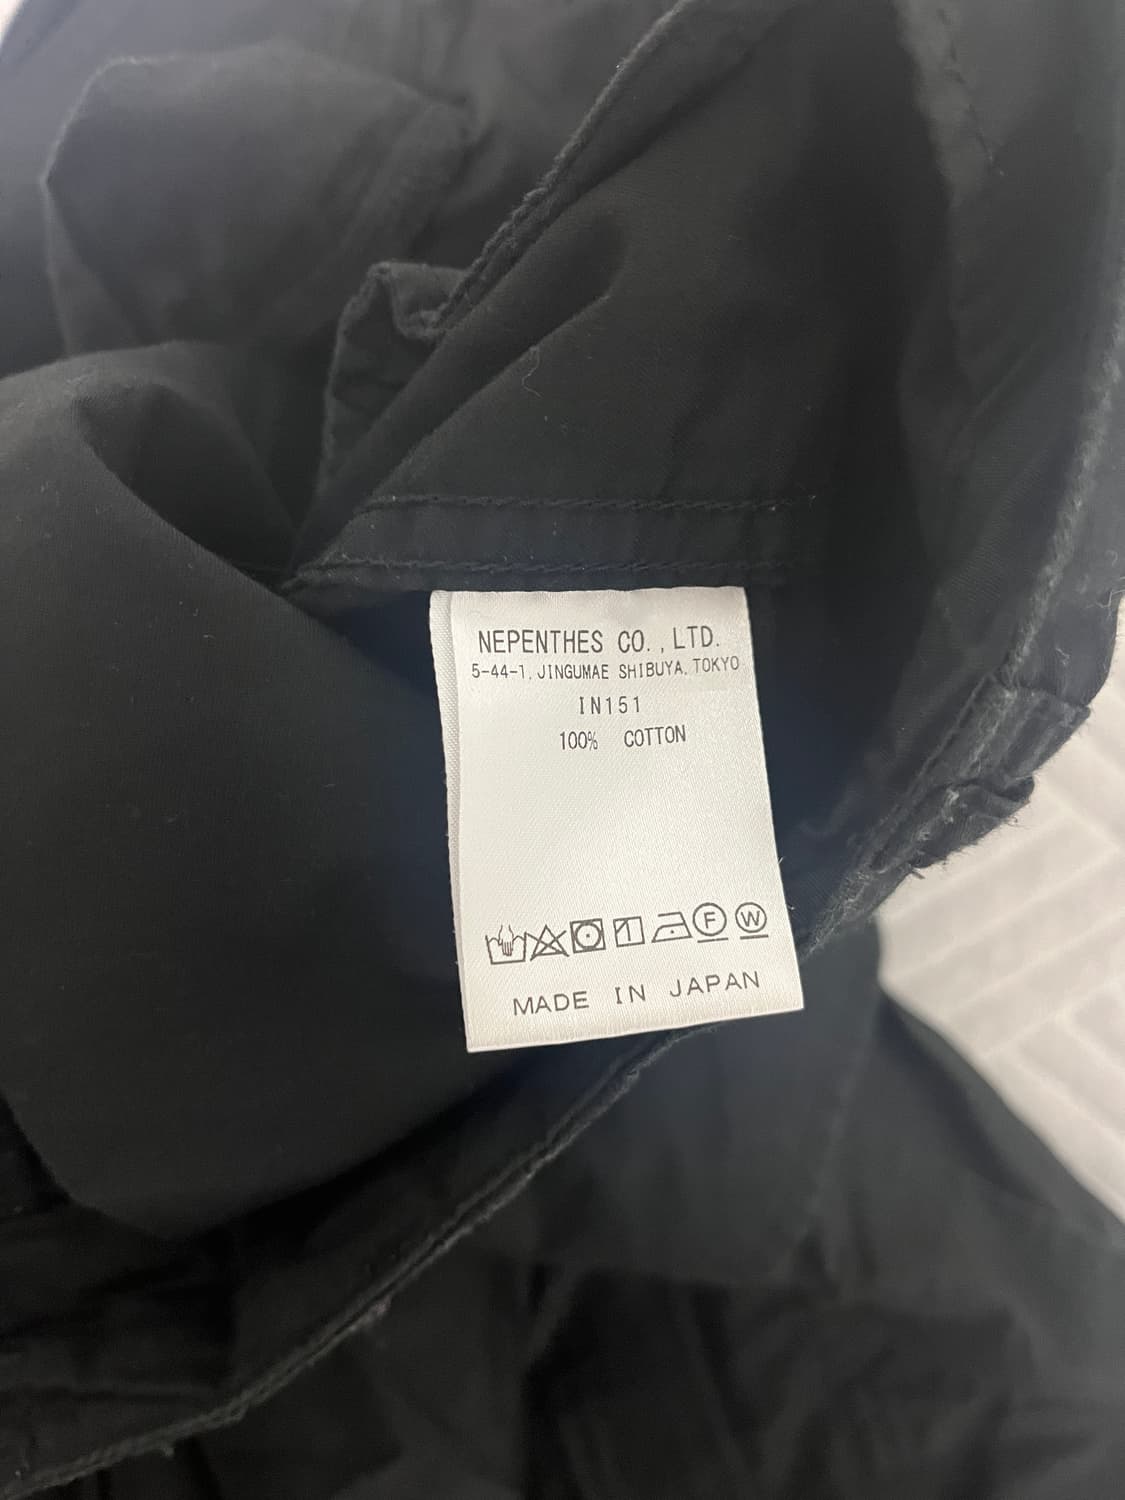 NEPENTHES CO.,LTD.
5-44-1, JINGUMAE SHIBUYA. TOKYO
IN151
100% COTTON
F W
MADE IN JAPAN